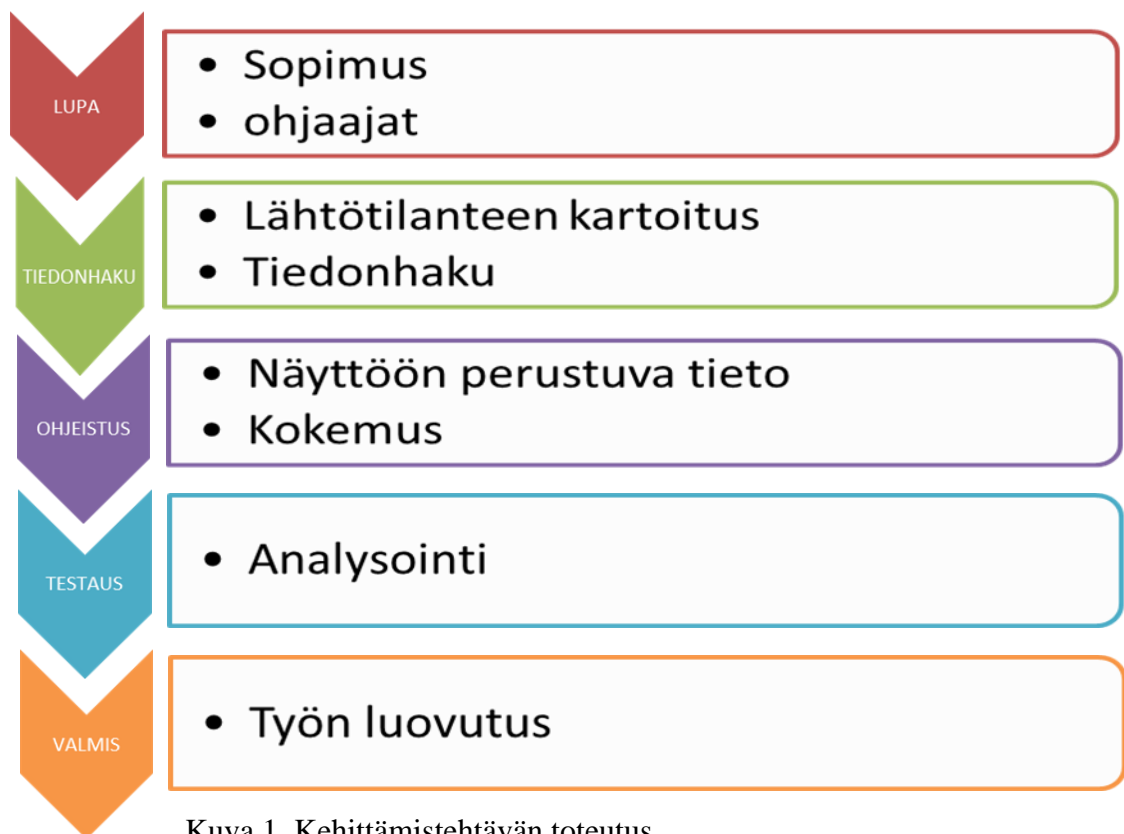 LUPA
• Sopimus
• ohjaajat
TIEDONHAKU
• Lähtötilanteen kartoitus
• Tiedonhaku
OHJEISTUS
• Näyttöön perustuva tieto
• Kokemus
TESTAUS
• Analysointi
VALMIS
• Työn luovutus
Kuva 1. Kehittämistehtävän toteutus